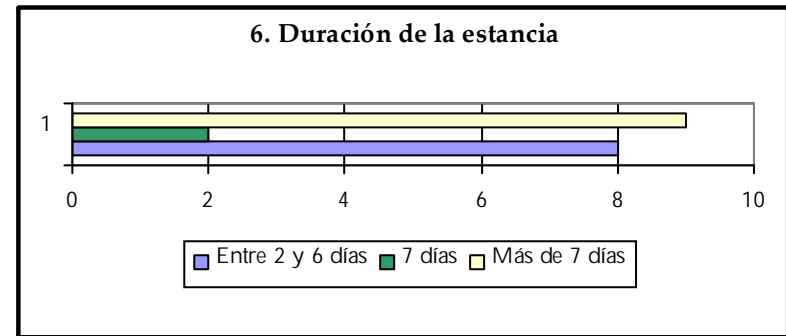 6. Duración de la estancia
1
0 2 4 6 8 10
Entre 2 y 6 días 7 días Más de 7 días